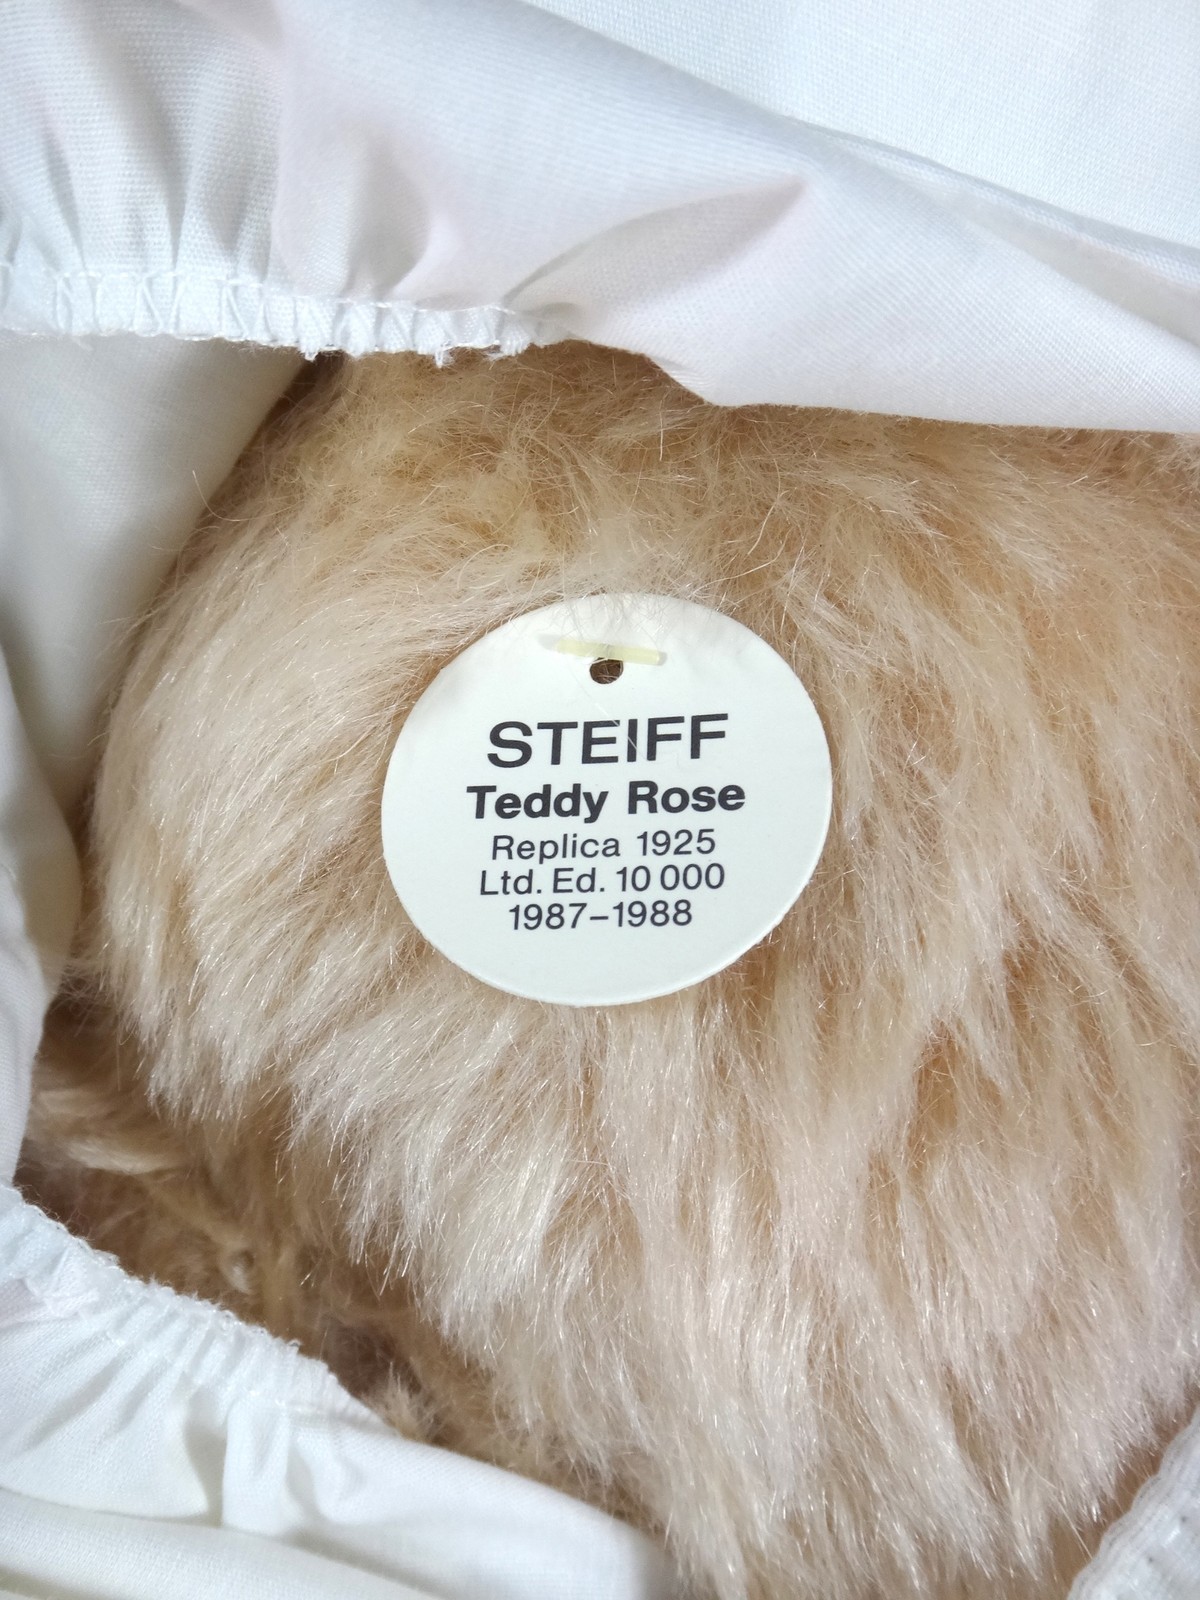 STEIFF
Teddy Rose
Replica 1925
Ltd. Ed. 10 000
1987–1988